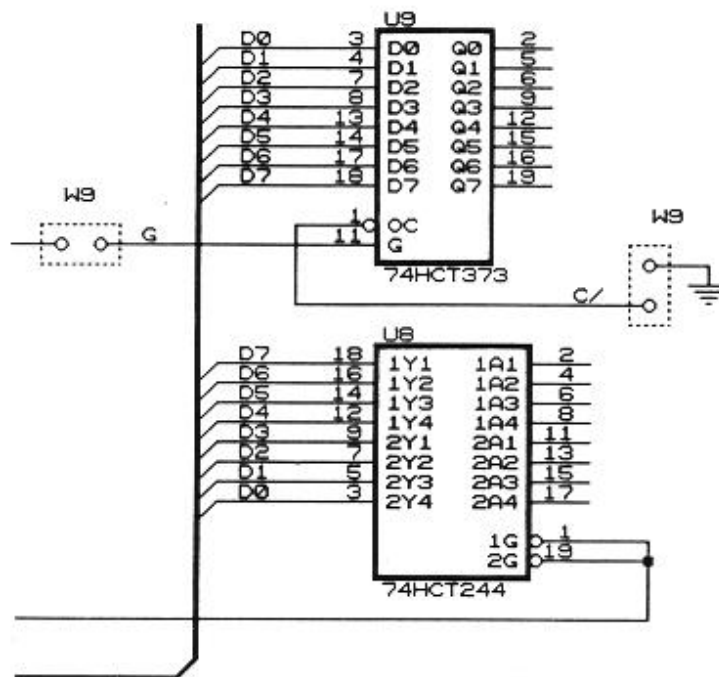 U9
D0 3 D0 Q0 2
D1 4 D1 Q1 5
D2 7 D2 Q2 6
D3 8 D3 Q3 9
D4 13 D4 Q4 12
D5 14 D5 Q5 15
D6 17 D6 Q6 16
D7 18 D7 Q7 19
W9 G 1 OC W9
11 G
74HCT373
C/
U8
D7 18 1Y1 1A1 2
D6 16 1Y2 1A2 4
D5 14 1Y3 1A3 6
D4 12 1Y4 1A4 8
D3 9 2Y1 2A1 11
D2 7 2Y2 2A2 13
D1 5 2Y3 2A3 15
D0 3 2Y4 2A4 17
1G 1
2G 19
74HCT244